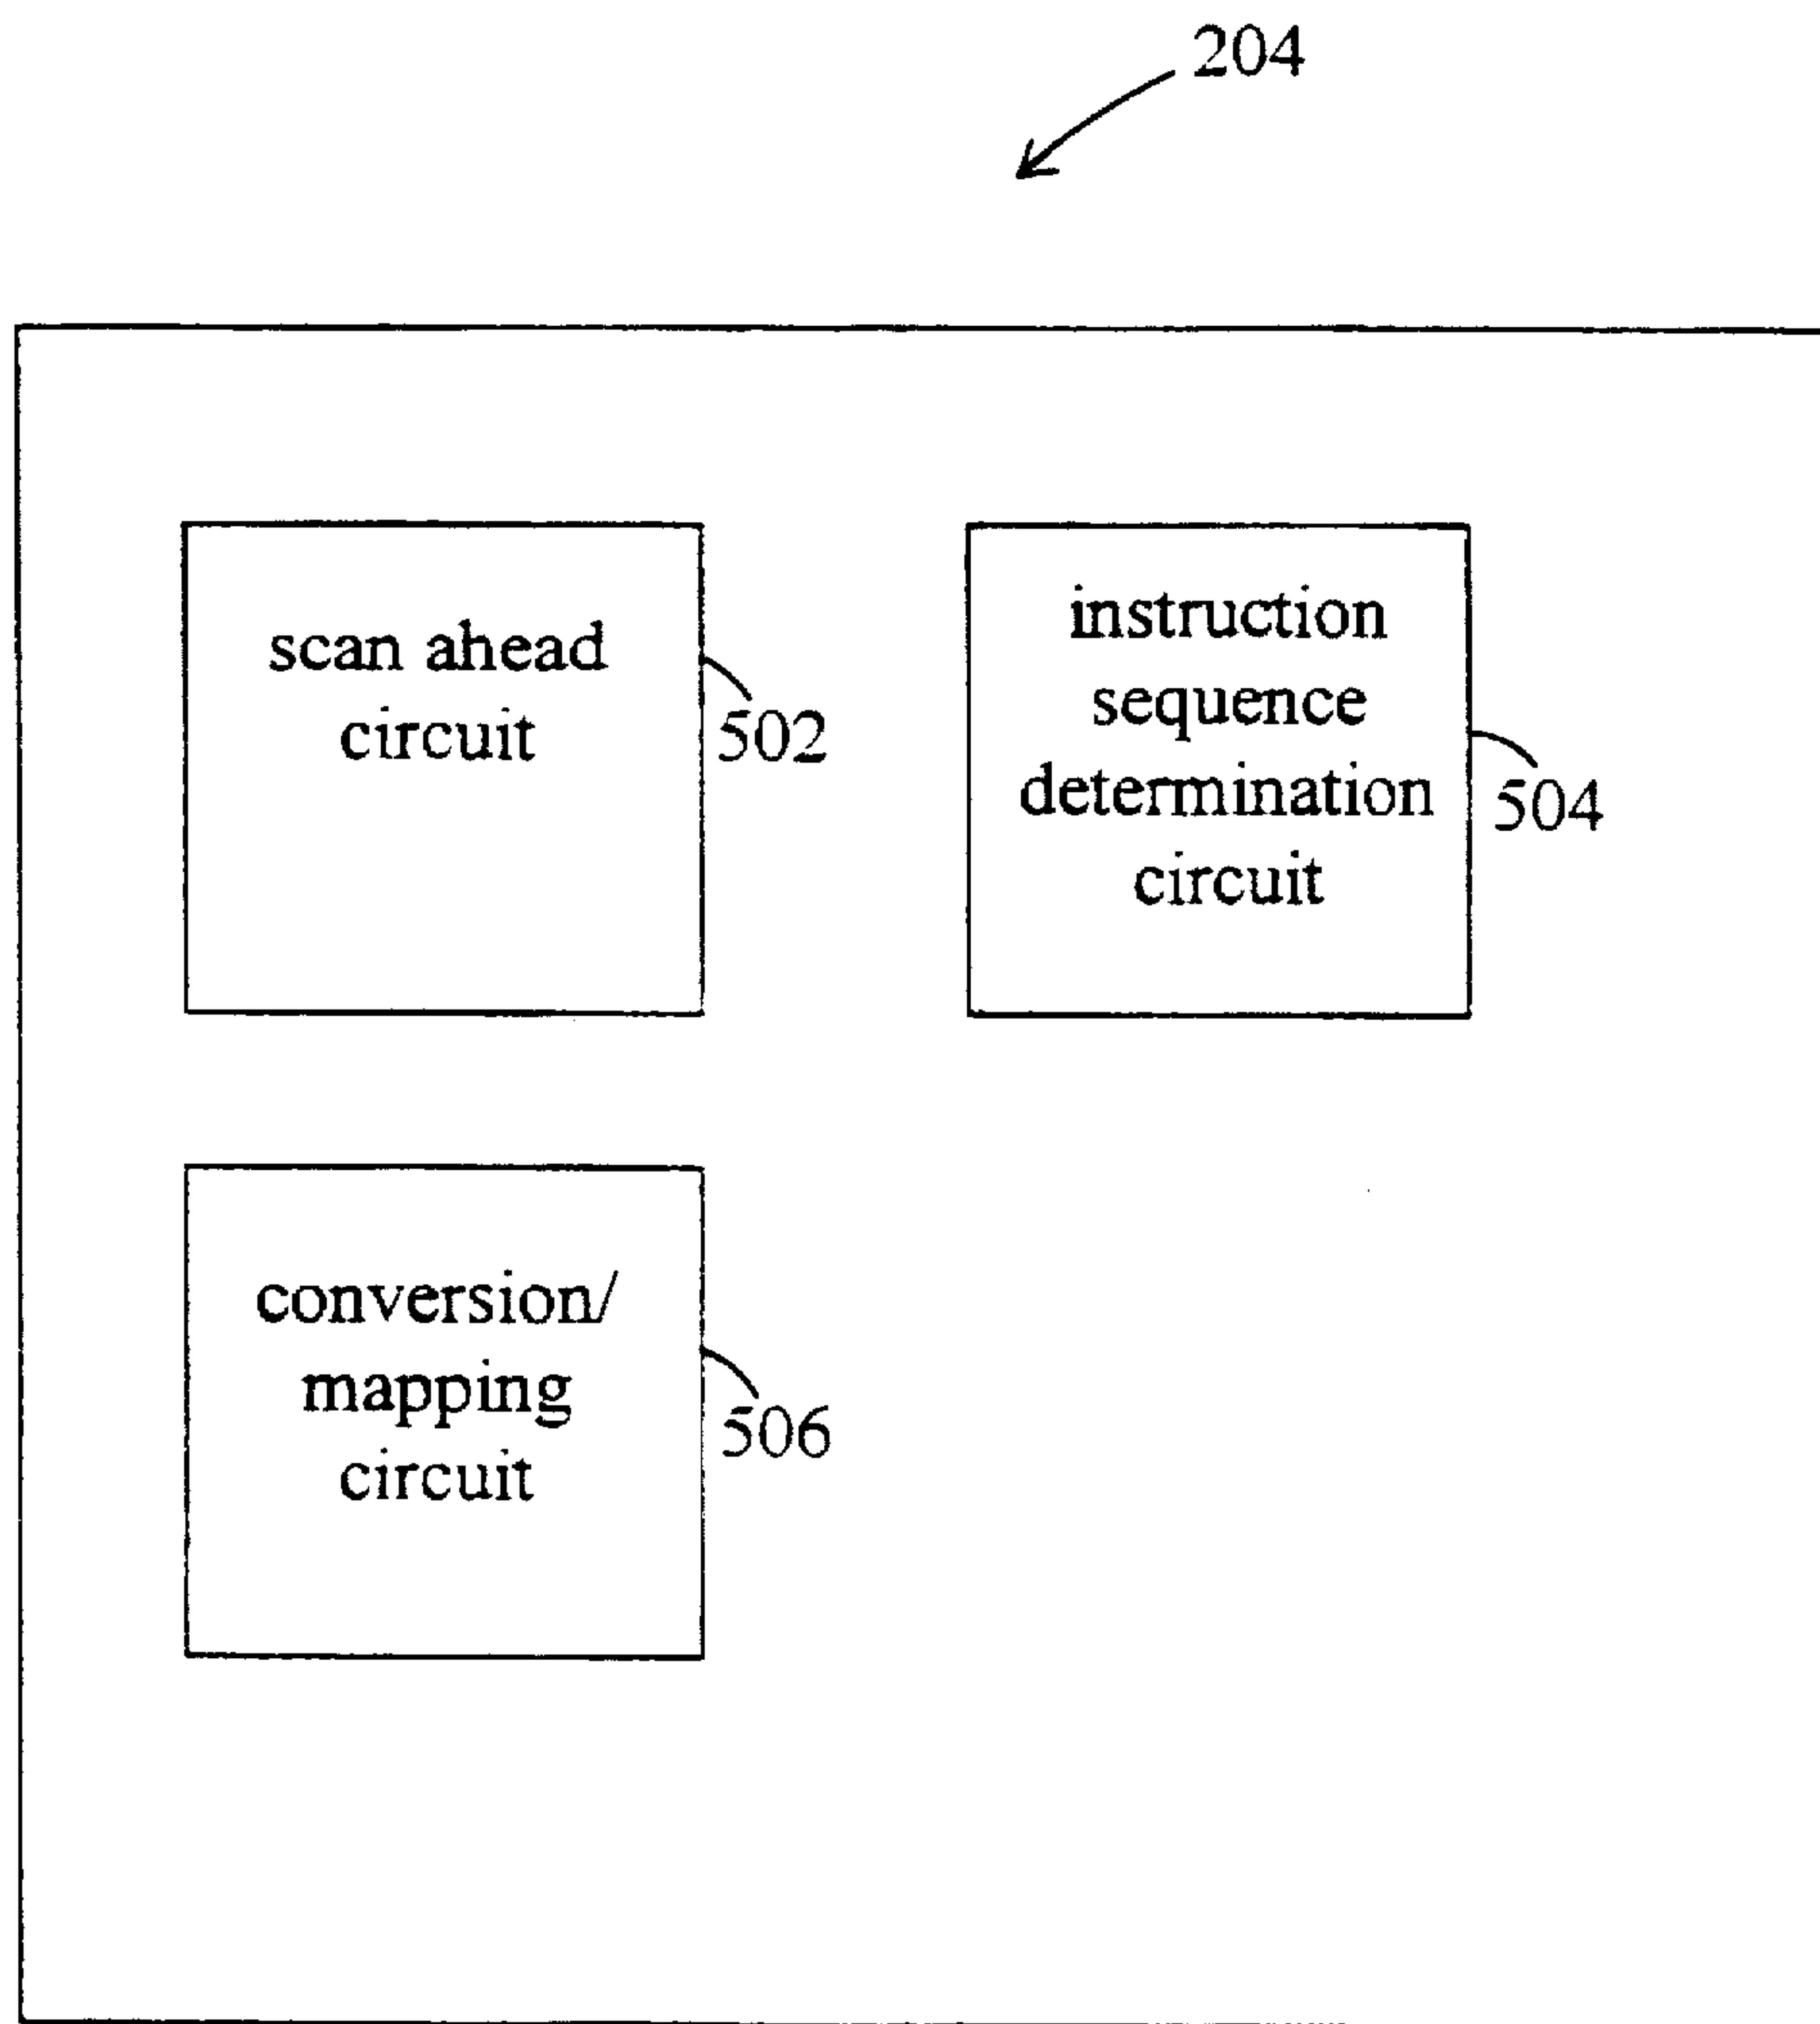 204
scan ahead
circuit
502
instruction
sequence
determination
circuit
504
conversion/
mapping
circuit
506